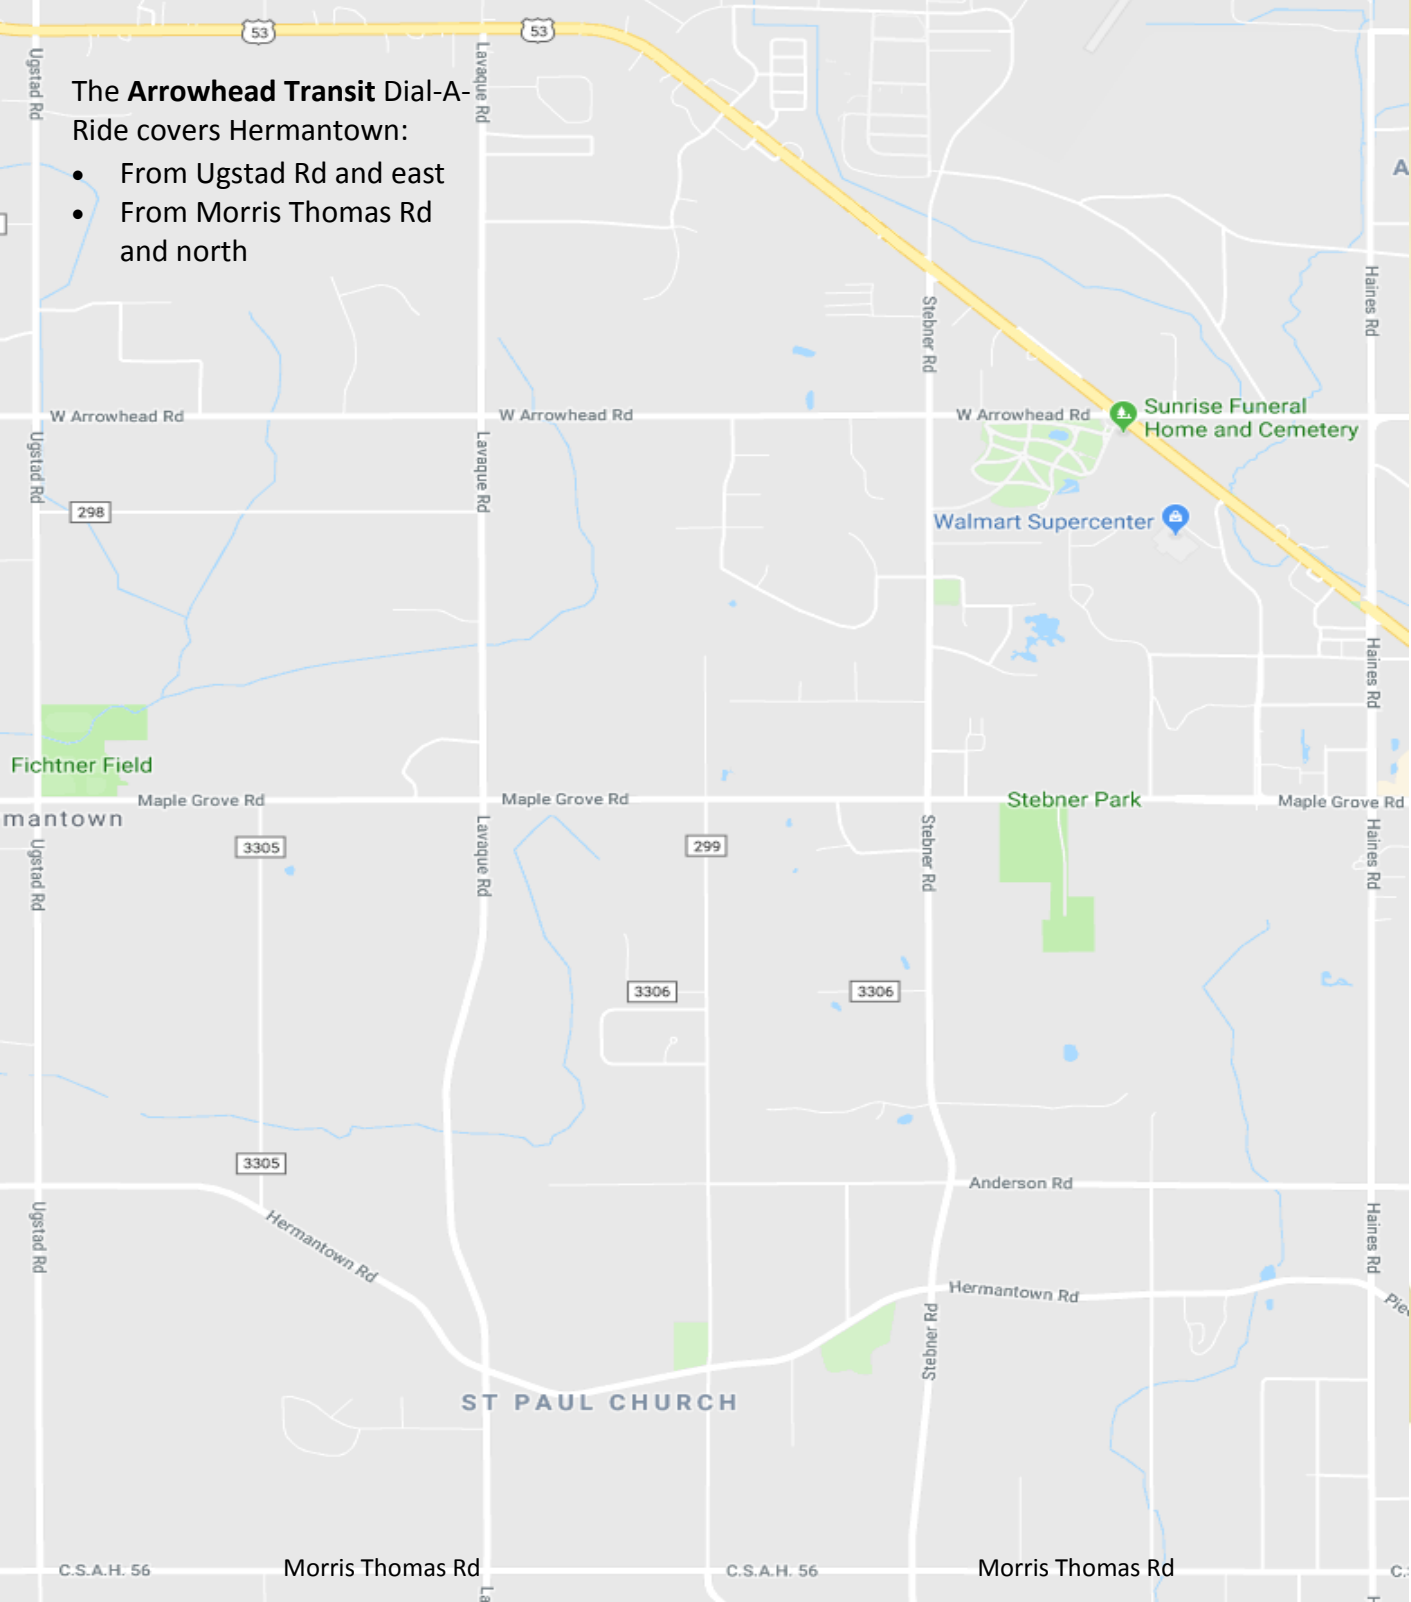 53
53
Ugstad Rd
Lavaque Rd
The Arrowhead Transit Dial-A-
Ride covers Hermantown:
• From Ugstad Rd and east
• From Morris Thomas Rd
and north
A
Haines Rd
Stebner Rd
W Arrowhead Rd
W Arrowhead Rd
W Arrowhead Rd
Sunrise Funeral
Home and Cemetery
Ugstad Rd
Lavaque Rd
298
Walmart Supercenter
Haines Rd
Fichtner Field
Maple Grove Rd
Maple Grove Rd
Stebner Park
Maple Grove Rd
mantown
Ugstad Rd
3305
Lavaque Rd
299
Stebner Rd
Haines Rd
3306
3306
3305
Anderson Rd
Ugstad Rd
Hermantown Rd
Haines Rd
Hermantown Rd
Pie
Stebner Rd
ST PAUL CHURCH
C.S.A.H. 56
Morris Thomas Rd
C.S.A.H. 56
Morris Thomas Rd
C.
La
H